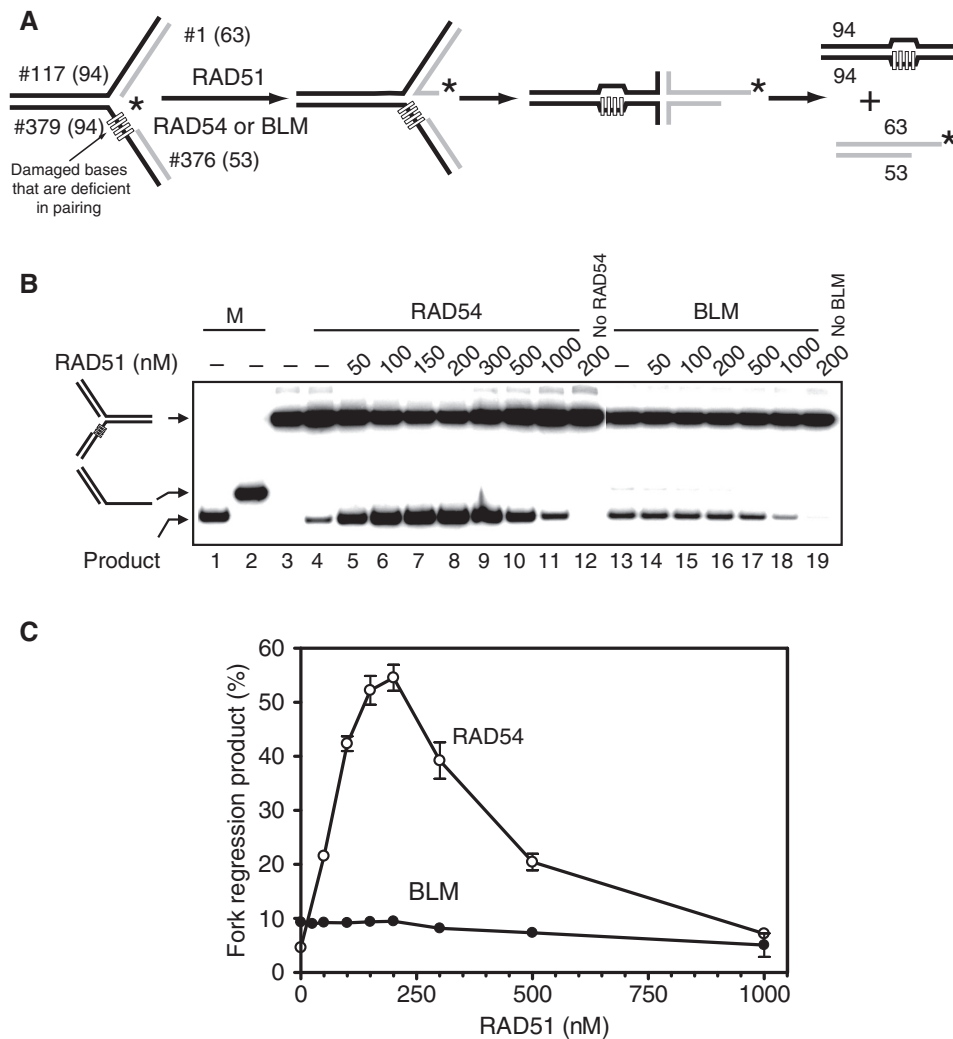 A
#1 (63)
#117 (94)
RAD51
*
*
*
*
94
94
+
#379 (94)
RAD54 or BLM
63
#376 (53)
53
Damaged bases
that are deficient
in pairing
B
M
RAD54
No RAD54
BLM
No BLM
RAD51 (nM)
– – – – 50 100 150 200 300 500 1000 200 – 50 100 200 500 1000 200
Product
1 2 3 4 5 6 7 8 9 10 11 12 13 14 15 16 17 18 19
C
Fork regression product (%)
60
50
40
30
20
10
0
RAD54
BLM
0 250 500 750 1000
RAD51 (nM)